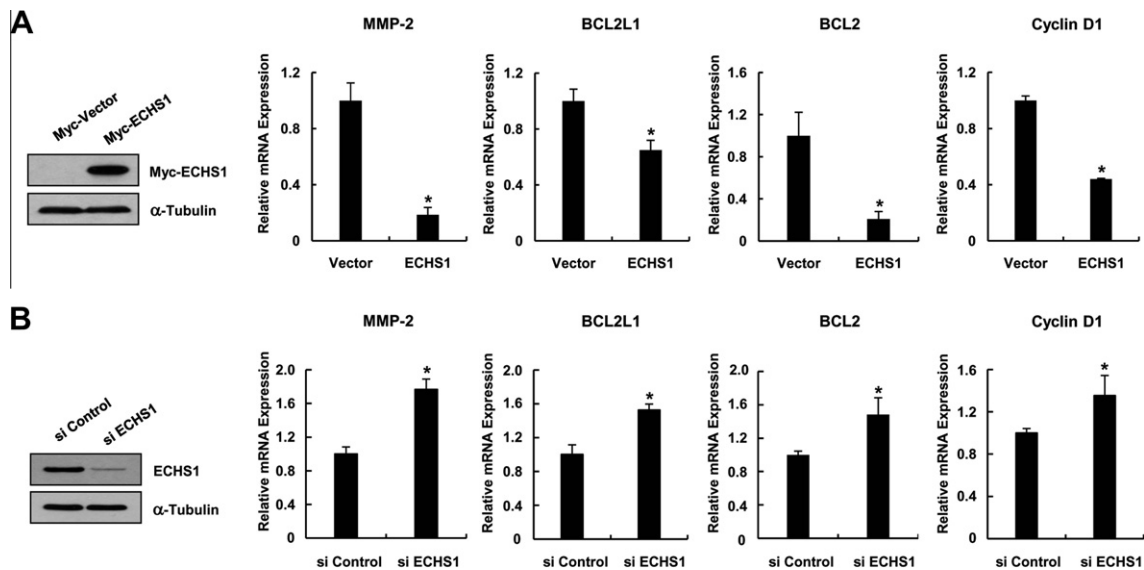 A
Myc-Vector
Myc-ECHS1
Myc-ECHS1
α-Tubulin
MMP-2
Relative mRNA Expression
1.2
0.8
0.4
0
Vector ECHS1
*
BCL2L1
Relative mRNA Expression
1.2
0.8
0.4
0
Vector ECHS1
*
BCL2
Relative mRNA Expression
1.6
1.2
0.8
0.4
0
Vector ECHS1
*
Cyclin D1
Relative mRNA Expression
1.2
0.8
0.4
0
Vector ECHS1
*
B
si Control
si ECHS1
ECHS1
α-Tubulin
MMP-2
Relative mRNA Expression
2.0
1.6
1.2
0.8
0.4
0
si Control si ECHS1
*
BCL2L1
Relative mRNA Expression
2.0
1.6
1.2
0.8
0.4
0
si Control si ECHS1
*
BCL2
Relative mRNA Expression
2.0
1.6
1.2
0.8
0.4
0
si Control si ECHS1
*
Cyclin D1
Relative mRNA Expression
1.6
1.2
0.8
0.4
0
si Control si ECHS1
*